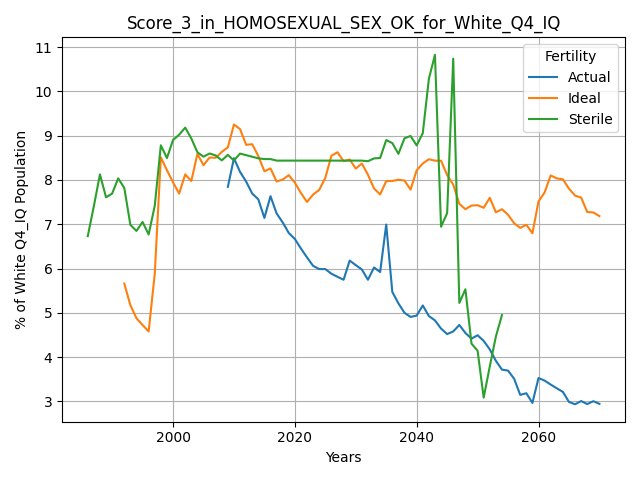 Score_3_in_HOMOSEXUAL_SEX_OK_for_White_Q4_IQ
Fertility
Actual
Ideal
Sterile
% of White Q4_IQ Population
11
10
9
8
7
6
5
4
3
2000
2020
2040
2060
Years